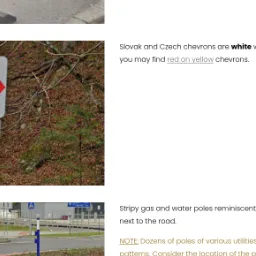 Slovak and Czech chevrons are white
you may find red on yellow chevrons.
Stripy gas and water poles reminiscent
next to the road.
NOTE: Dozens of poles of various utilities
patterns. Consider the location of the